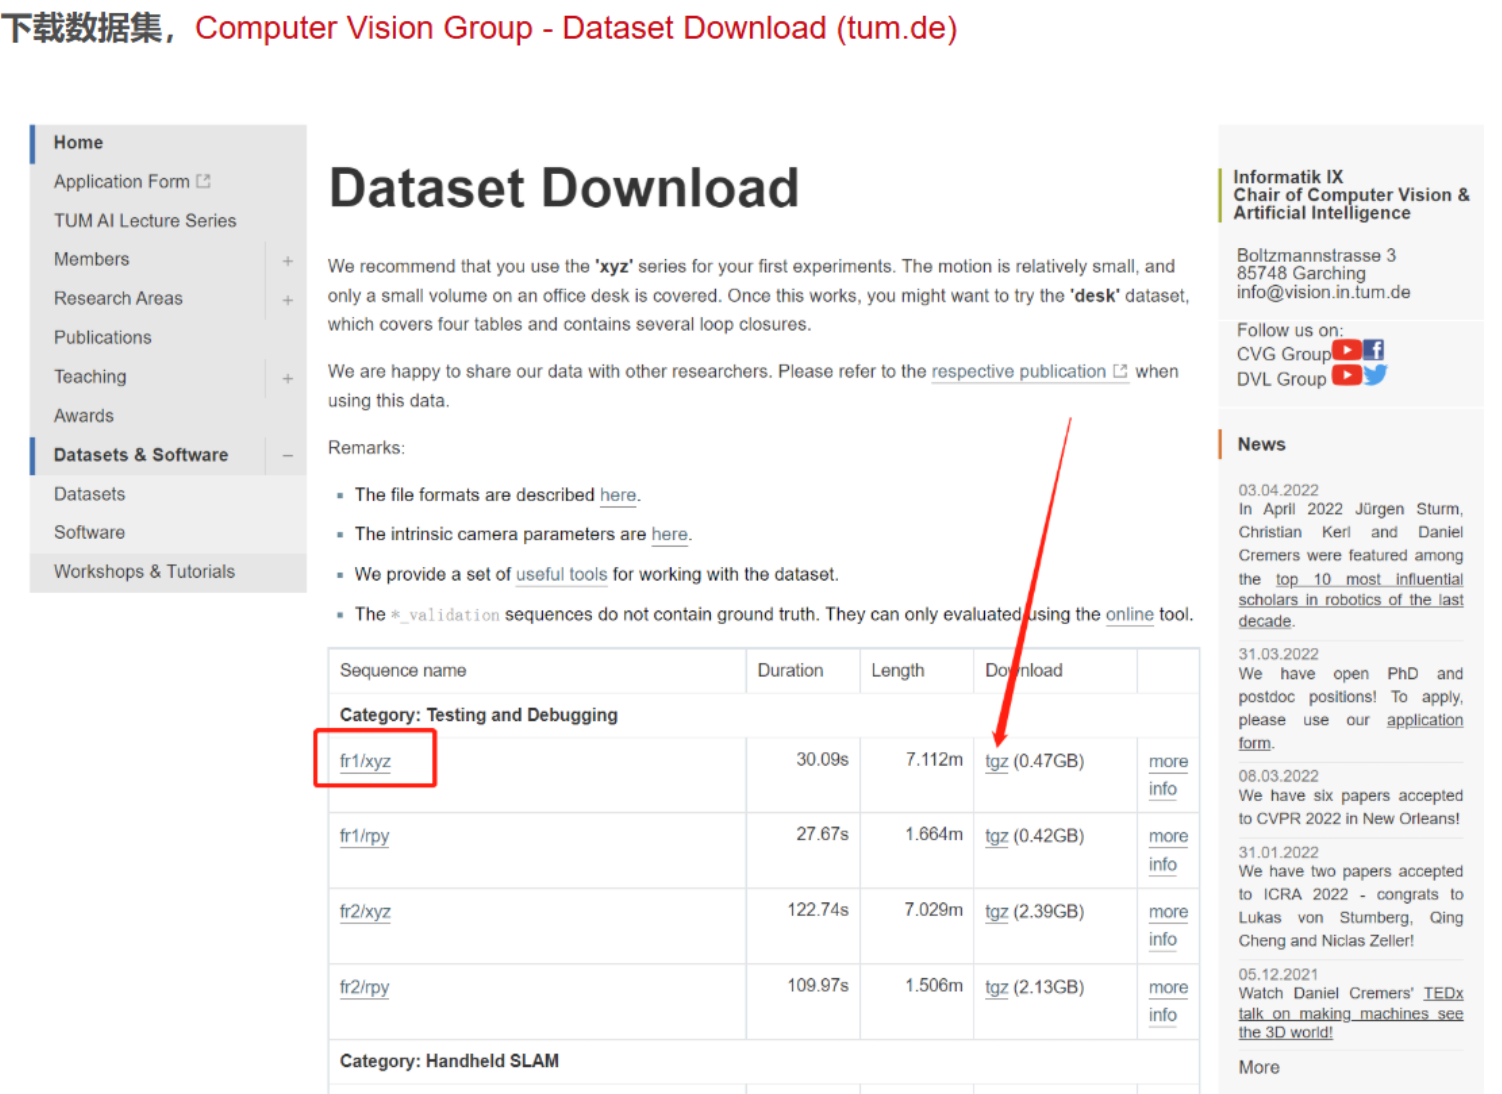 下载数据集，Computer Vision Group - Dataset Download (tum.de)
Home
Application Form
TUM AI Lecture Series
Members +
Research Areas +
Publications
Teaching +
Awards
Datasets & Software −
Datasets
Software
Workshops & Tutorials
Dataset Download
We recommend that you use the 'xyz' series for your first experiments. The motion is relatively small, and
only a small volume on an office desk is covered. Once this works, you might want to try the 'desk' dataset,
which covers four tables and contains several loop closures.
We are happy to share our data with other researchers. Please refer to the respective publication when
using this data.
Remarks:
The file formats are described here.
The intrinsic camera parameters are here.
We provide a set of useful tools for working with the dataset.
The *_validation sequences do not contain ground truth. They can only evaluated using the online tool.
Sequence name Duration Length Download
Category: Testing and Debugging
fr1/xyz 30.09s 7.112m tgz (0.47GB) more
info
fr1/rpy 27.67s 1.664m tgz (0.42GB) more
info
fr2/xyz 122.74s 7.029m tgz (2.39GB) more
info
fr2/rpy 109.97s 1.506m tgz (2.13GB) more
info
Category: Handheld SLAM
Informatik IX
Chair of Computer Vision &
Artificial Intelligence
Boltzmannstrasse 3
85748 Garching
info@vision.in.tum.de
Follow us on:
CVG Group
DVL Group
News
03.04.2022
In April 2022 Jürgen Sturm,
Christian Kerl and Daniel
Cremers were featured among
the top 10 most influential
scholars in robotics of the last
decade.
31.03.2022
We have open PhD and
postdoc positions! To apply,
please use our application
form.
08.03.2022
We have six papers accepted
to CVPR 2022 in New Orleans!
31.01.2022
We have two papers accepted
to ICRA 2022 - congrats to
Lukas von Stumberg, Qing
Cheng and Niclas Zeller!
05.12.2021
Watch Daniel Cremers' TEDx
talk on making machines see
the 3D world!
More